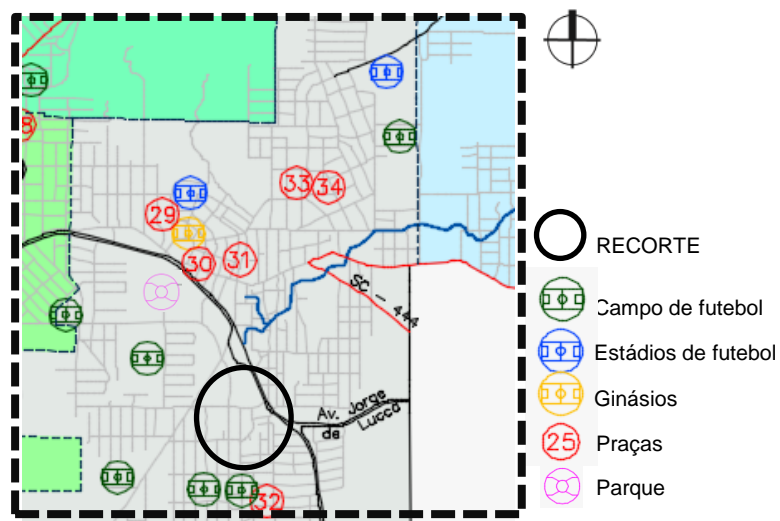 8
33
34
29
30
31
SC - 444
Av. Jorge
de Lucca
32
RECORTE
Campo de futebol
Estádios de futebol
Ginásios
25 Praças
Parque